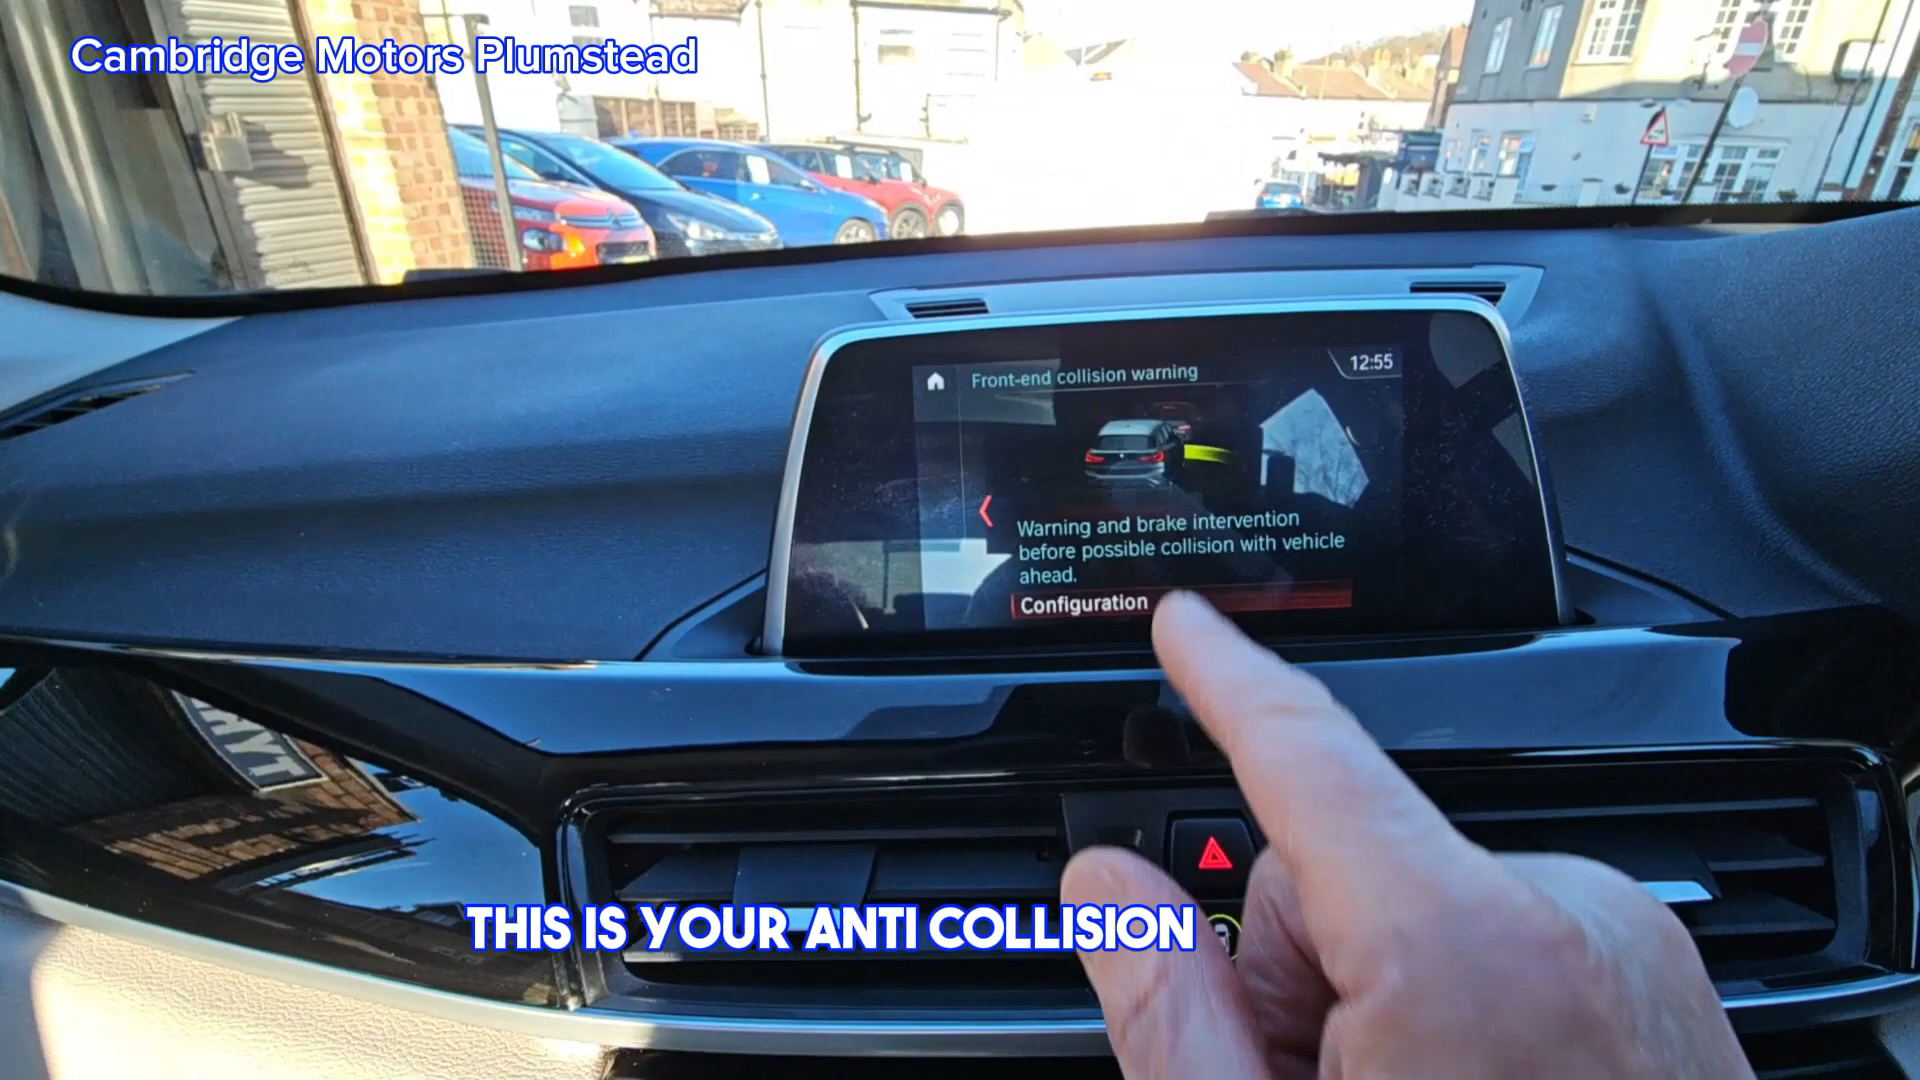 Cambridge Motors Plumstead
Front-end collision warning
12:55
Warning and brake intervention
before possible collision with vehicle
ahead.
Configuration
THIS IS YOUR ANTI COLLISION